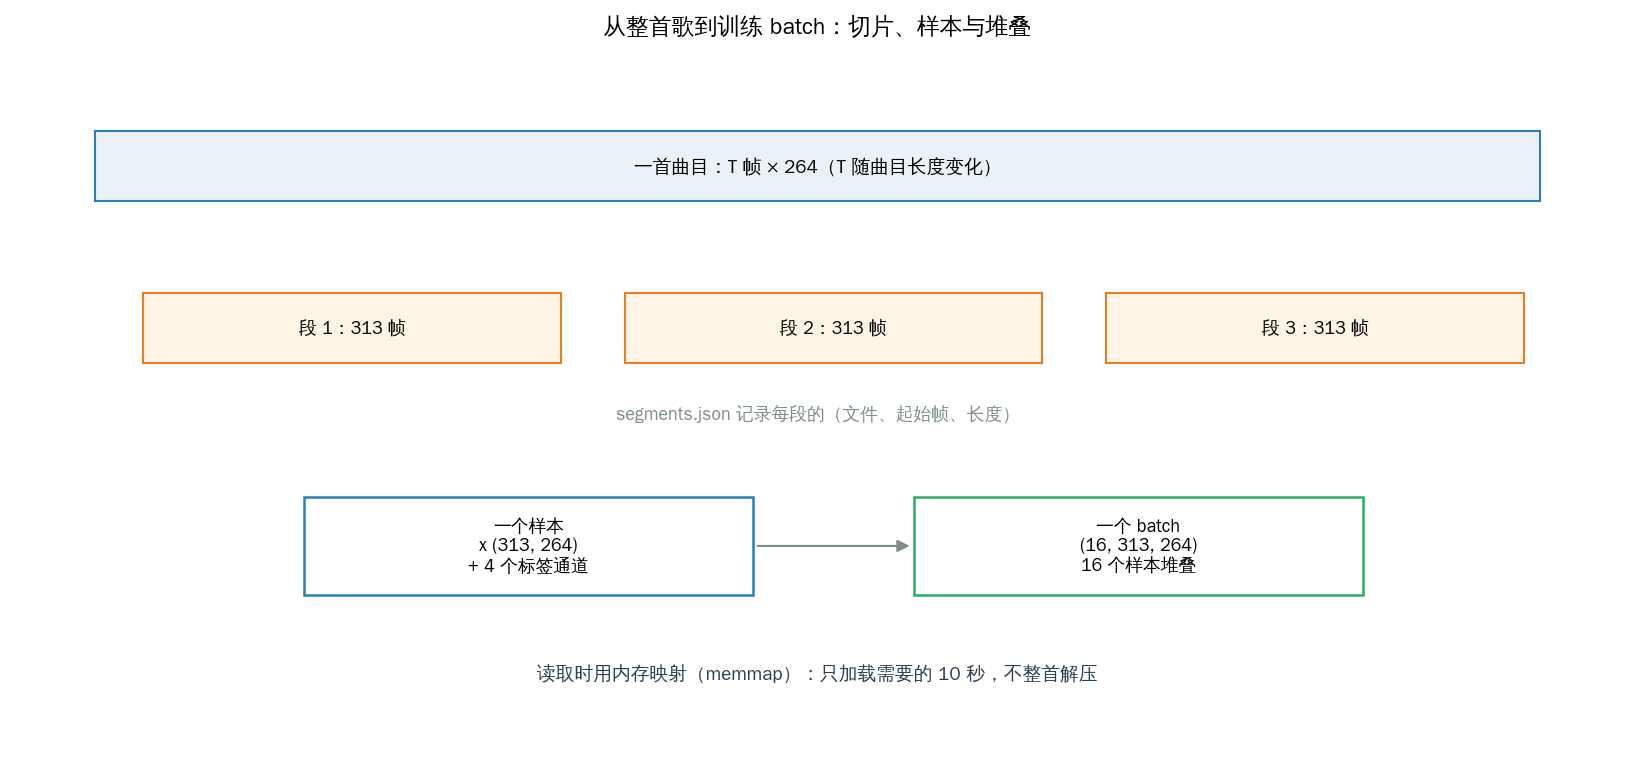 从整首歌到训练 batch：切片、样本与堆叠
一首曲目：T 帧 × 264（T 随曲目长度变化）
段 1：313 帧
段 2：313 帧
段 3：313 帧
segments.json 记录每段的（文件、起始帧、长度）
一个样本
x (313, 264)
+ 4 个标签通道
一个 batch
(16, 313, 264)
16 个样本堆叠
读取时用内存映射（memmap）：只加载需要的 10 秒，不整首解压